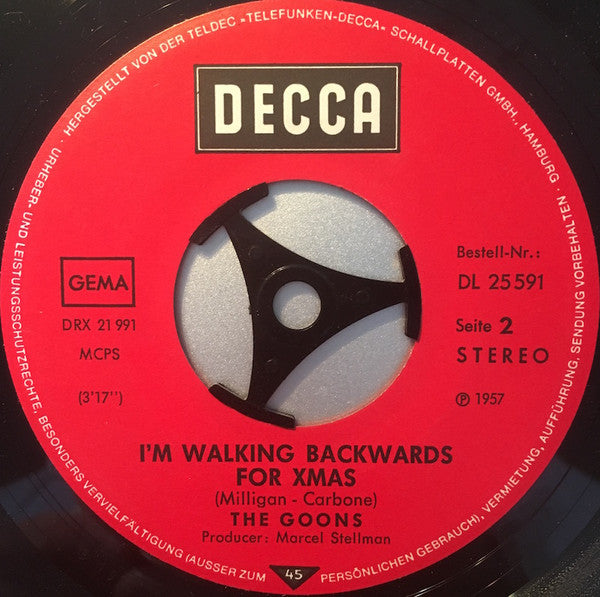 HERGESTELLT VON DER TELDEC »TELEFUNKEN-DECCA« SCHALLPLATTEN GMBH., HAMBURG
URHEBER- UND LEISTUNGSSCHUTZRECHTE, BESONDERS VERVIELFÄLTIGUNG (AUSSER ZUM PERSÖNLICHEN GEBRAUCH), VERMIETUNG, AUFFÜHRUNG, SENDUNG VORBEHALTEN ·
DECCA
GEMA
DRX 21 991
MCPS
(3'17")
Bestell-Nr.:
DL 25 591
Seite 2
STEREO
℗ 1957
I'M WALKING BACKWARDS
FOR XMAS
(Milligan - Carbone)
THE GOONS
Producer: Marcel Stellman
45